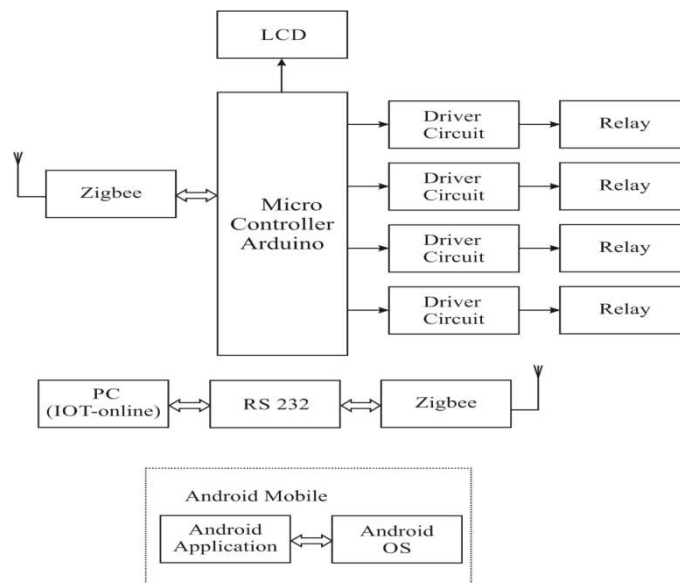 LCD
Driver
Circuit
Relay
Driver
Circuit
Relay
Zigbee
Micro
Controller
Arduino
Driver
Circuit
Relay
Driver
Circuit
Relay
PC
(IOT-online)
RS 232
Zigbee
Android Mobile
Android
Application
Android
OS